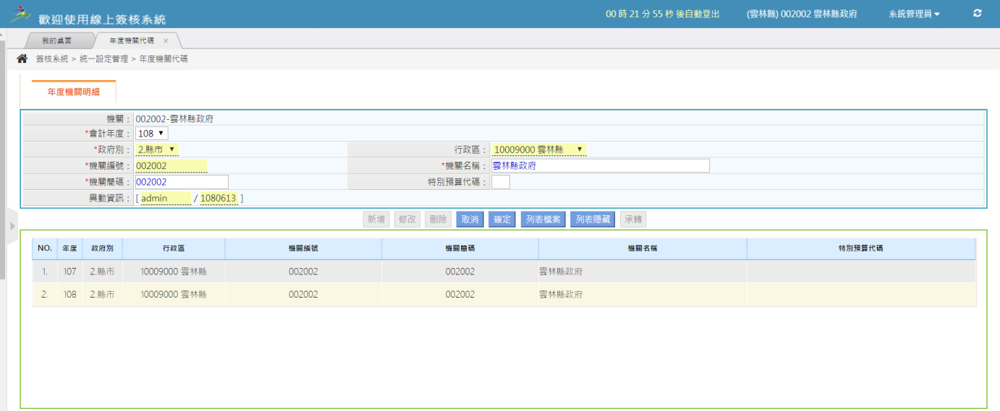 歡迎使用線上簽核系統 00 時 21 分 55 秒 後自動登出 (雲林縣) 002002 雲林縣政府 系統管理員
我的桌面 年度機關代碼 ×
簽核系統 > 統一設定管理 > 年度機關代碼
年度機關明細
機關： 002002-雲林縣政府
*會計年度： 108
*政府別： 2.縣市 行政區： 10009000 雲林縣
*機關編號： 002002 *機關名稱： 雲林縣政府
*機關簡碼： 002002 特別預算代碼：
異動資訊： [ admin / 1080613 ]
新增 修改 刪除 取消 確定 列表檔案 列表隱藏 承轉
NO. 年度 政府別 行政區 機關編號 機關簡碼 機關名稱 特別預算代碼
1. 107 2.縣市 10009000 雲林縣 002002 002002 雲林縣政府
2. 108 2.縣市 10009000 雲林縣 002002 002002 雲林縣政府